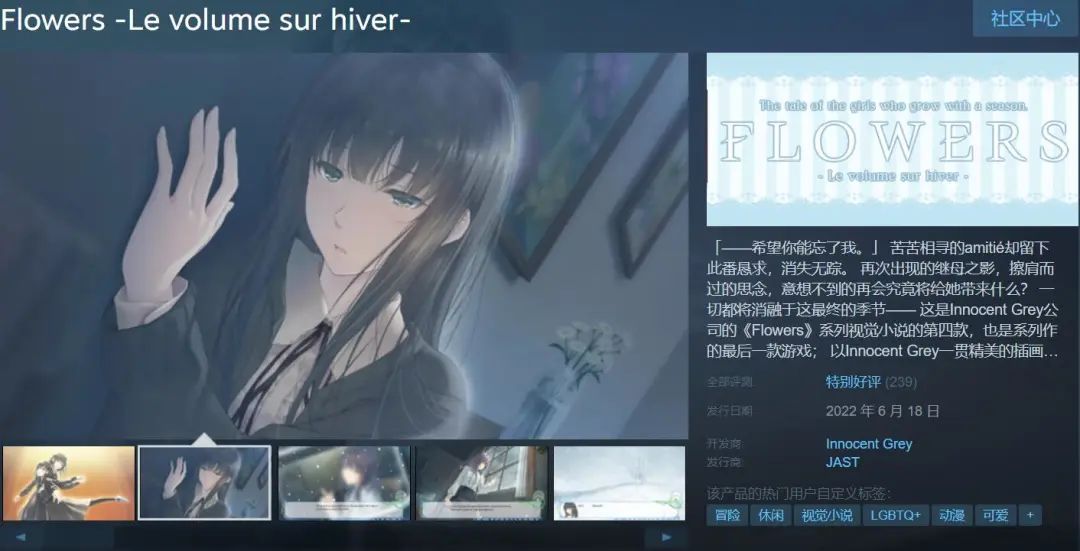 Flowers -Le volume sur hiver-
社区中心
The tale of the girls who grow with a season.
FLOWERS
- Le volume sur hiver -
「——希望你能忘了我。」 苦苦相寻的amitié却留下
此番恳求，消失无踪。 再次出现的继母之影，擦肩而
过的思念，意想不到的再会究竟将给她带来什么？ 一
切都将消融于这最终的季节—— 这是Innocent Grey公
司的《Flowers》系列视觉小说的第四款，也是系列作
的最后一款游戏； 以Innocent Grey一贯精美的插画…
全部评测: 特别好评 (239)
发行日期: 2022 年 6 月 18 日
开发商: Innocent Grey
发行商: JAST
该产品的热门用户自定义标签:
冒险 休闲 视觉小说 LGBTQ+ 动漫 可爱 +